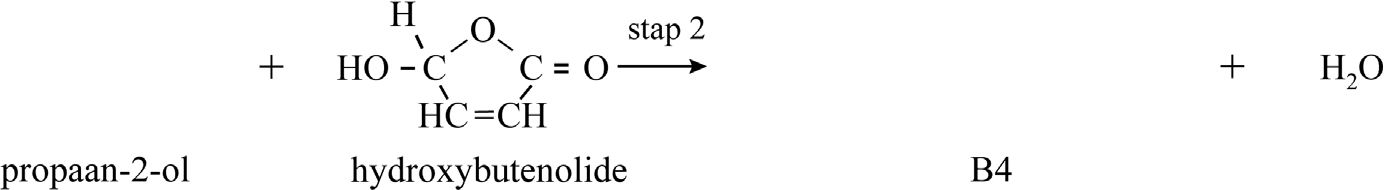 H
O
stap 2
+ HO – C C = O + H₂O
HC=CH
propaan-2-ol hydroxybutenolide B4